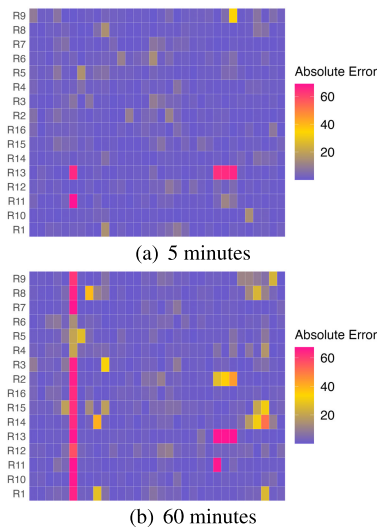 R9
R8
R7
R6
R5
R4
R3
R2
R16
R15
R14
R13
R12
R11
R10
R1
Absolute Error
60
40
20
(a) 5 minutes
R9
R8
R7
R6
R5
R4
R3
R2
R16
R15
R14
R13
R12
R11
R10
R1
Absolute Error
60
40
20
(b) 60 minutes